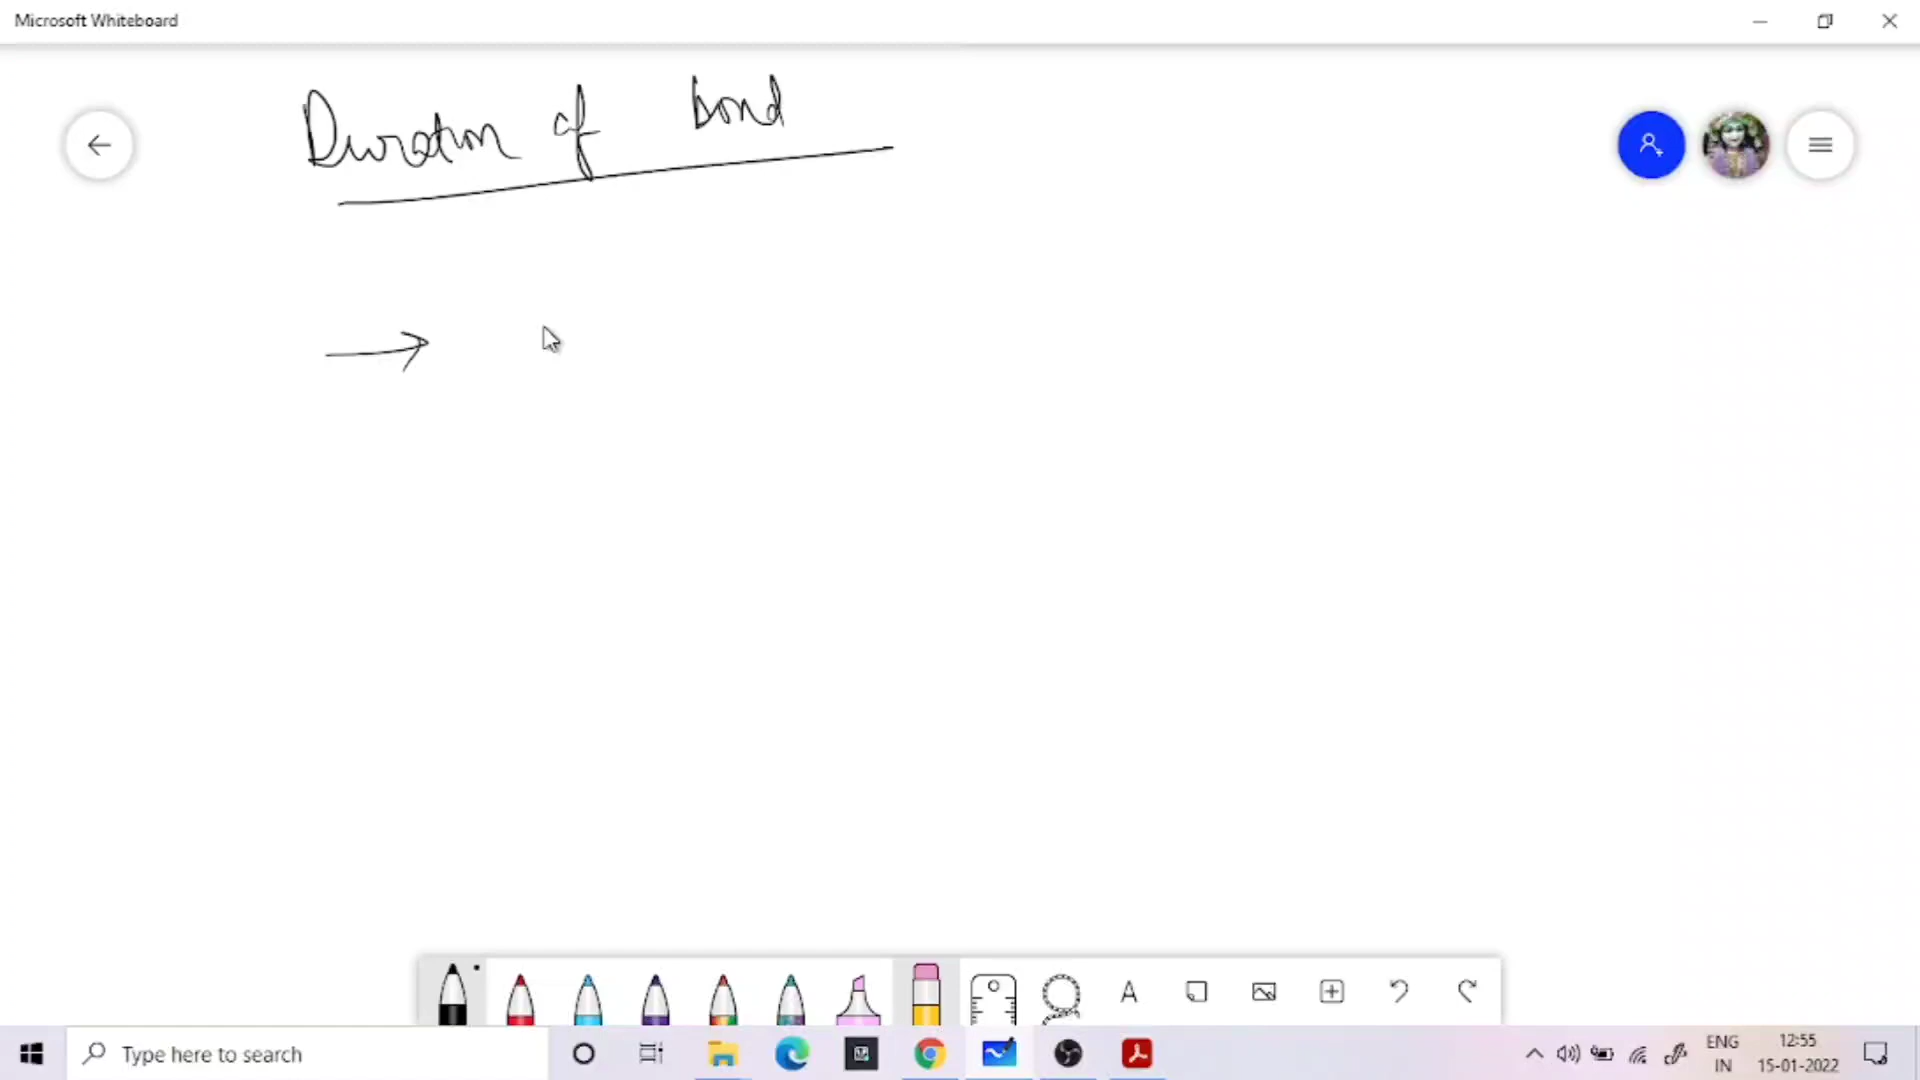 Microsoft Whiteboard
Duration of bond
→
A
Type here to search
ENG
IN
12:55
15-01-2022